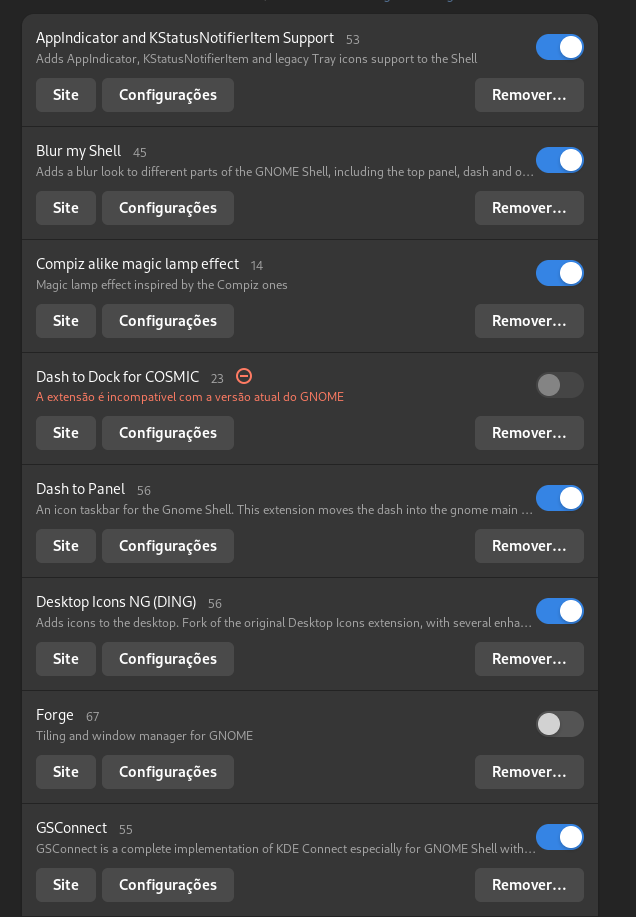 AppIndicator and KStatusNotifierItem Support 53
Adds AppIndicator, KStatusNotifierItem and legacy Tray icons support to the Shell
Site Configurações Remover...
Blur my Shell 45
Adds a blur look to different parts of the GNOME Shell, including the top panel, dash and o...
Site Configurações Remover...
Compiz alike magic lamp effect 14
Magic lamp effect inspired by the Compiz ones
Site Configurações Remover...
Dash to Dock for COSMIC 23
A extensão é incompatível com a versão atual do GNOME
Site Configurações Remover...
Dash to Panel 56
An icon taskbar for the Gnome Shell. This extension moves the dash into the gnome main ...
Site Configurações Remover...
Desktop Icons NG (DING) 56
Adds icons to the desktop. Fork of the original Desktop Icons extension, with several enha...
Site Configurações Remover...
Forge 67
Tiling and window manager for GNOME
Site Configurações Remover...
GSConnect 55
GSConnect is a complete implementation of KDE Connect especially for GNOME Shell with...
Site Configurações Remover...